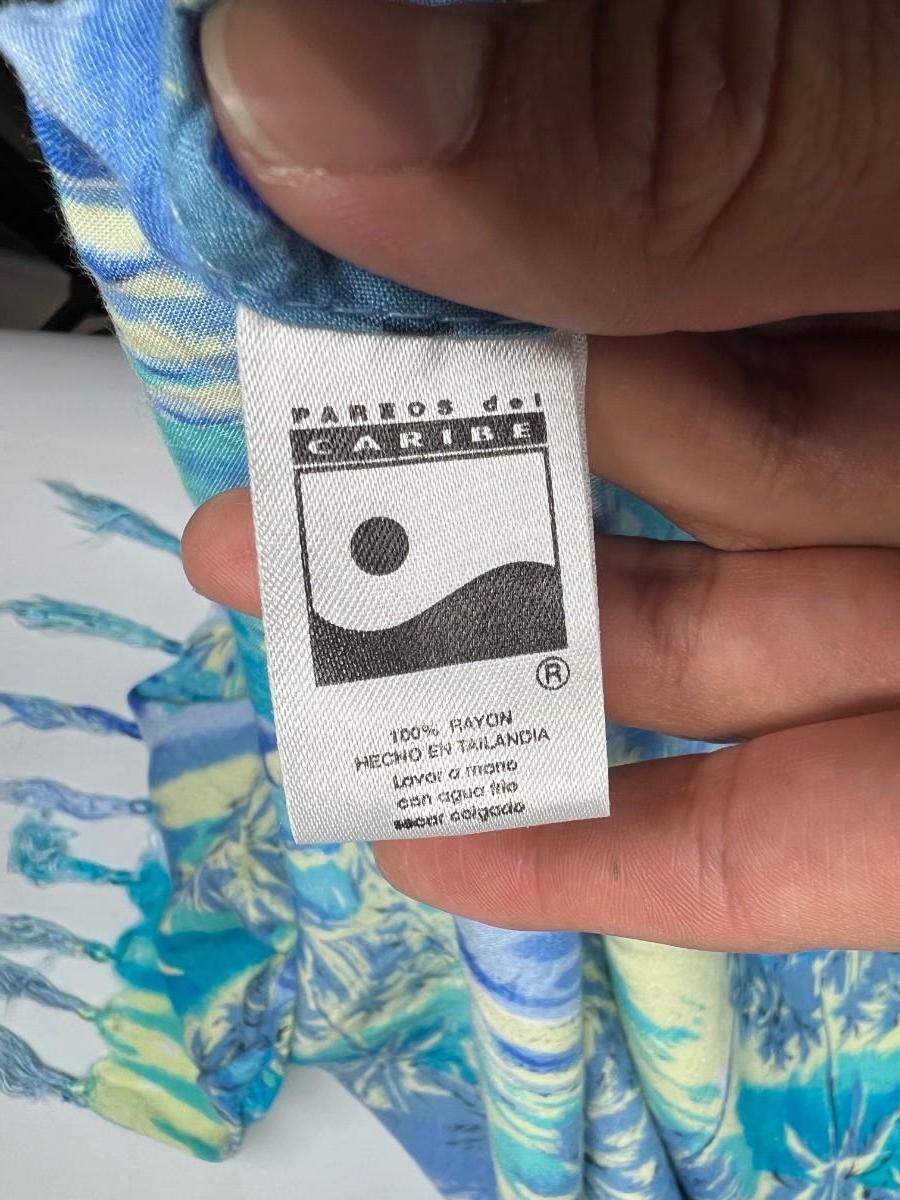 PAREOS del
CARIBE
®
100% RAYON
HECHO EN TAILANDIA
Lavar a mano
con agua fria
secar colgado